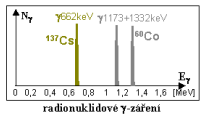 Nγ
γ662keV γ1173+1332keV
137Cs
60Co
Eγ
0 0,2 0,4 0,6 0,8 1 1,2 1,4 1,6 [MeV]
radionuklidové γ-záření